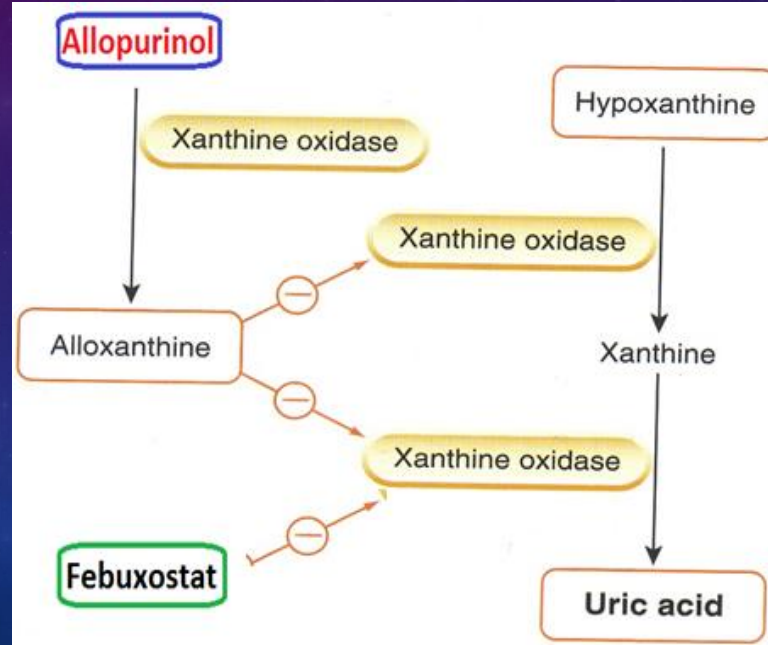 Allopurinol
Xanthine oxidase
Hypoxanthine
Xanthine oxidase
Alloxanthine
Xanthine
Xanthine oxidase
Febuxostat
Uric acid